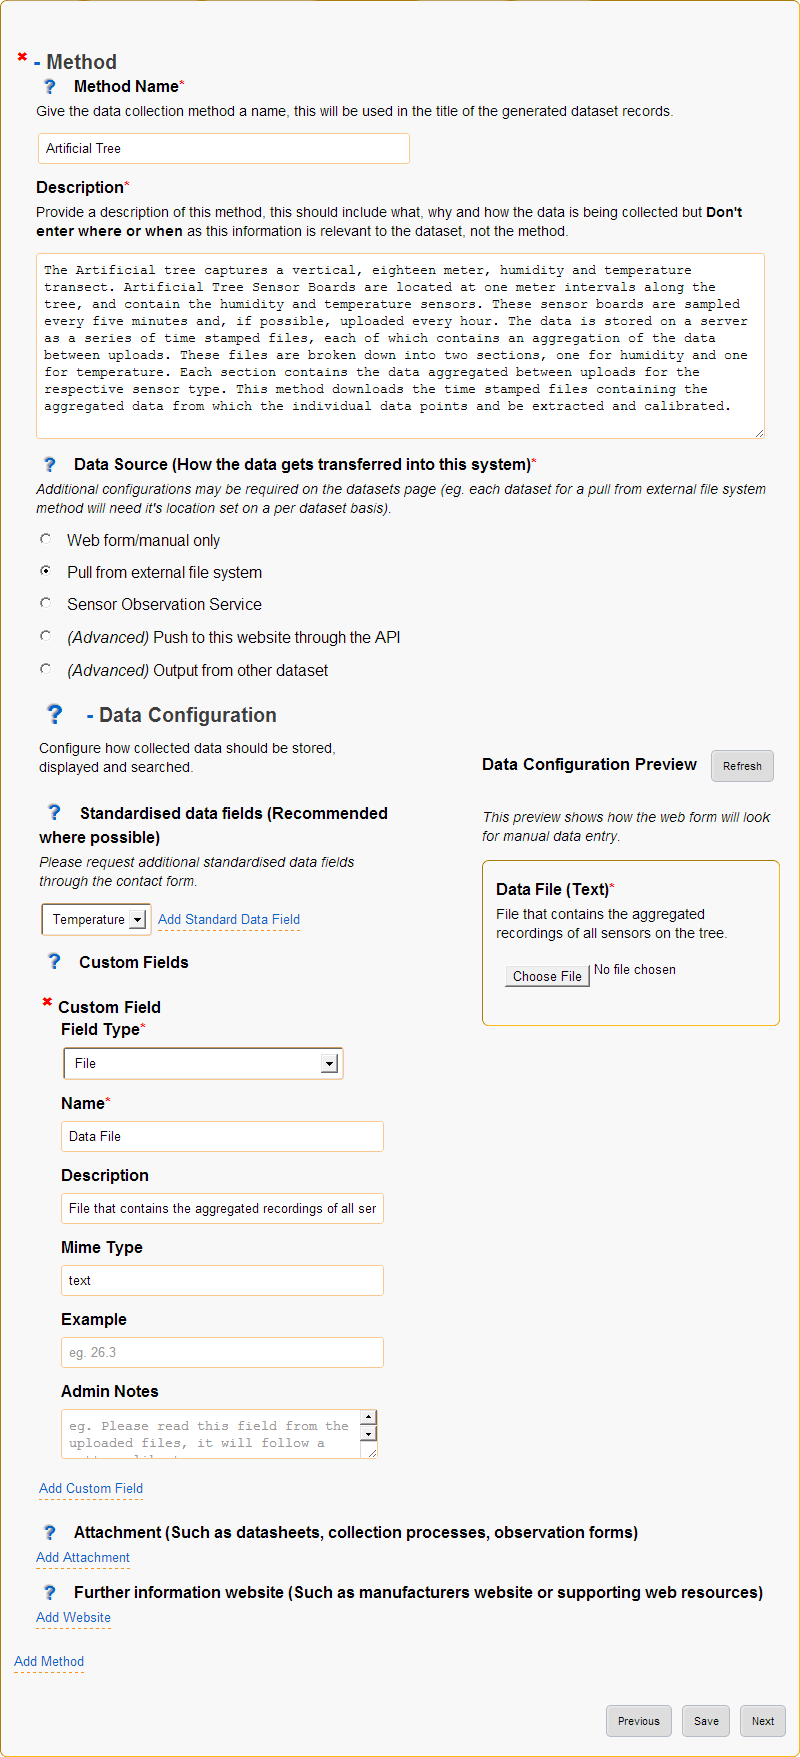 - Method
Method Name*
Give the data collection method a name, this will be used in the title of the generated dataset records.
Artificial Tree
Description*
Provide a description of this method, this should include what, why and how the data is being collected but Don't
enter where or when as this information is relevant to the dataset, not the method.
The Artificial tree captures a vertical, eighteen meter, humidity and temperature
transect. Artificial Tree Sensor Boards are located at one meter intervals along the
tree, and contain the humidity and temperature sensors. These sensor boards are sampled
every five minutes and, if possible, uploaded every hour. The data is stored on a server
as a series of time stamped files, each of which contains an aggregation of the data
between uploads. These files are broken down into two sections, one for humidity and one
for temperature. Each section contains the data aggregated between uploads for the
respective sensor type. This method downloads the time stamped files containing the
aggregated data from which the individual data points and be extracted and calibrated.
Data Source (How the data gets transferred into this system)*
Additional configurations may be required on the datasets page (eg. each dataset for a pull from external file system
method will need it's location set on a per dataset basis).
Web form/manual only
Pull from external file system
Sensor Observation Service
(Advanced) Push to this website through the API
(Advanced) Output from other dataset
- Data Configuration
Configure how collected data should be stored,
displayed and searched.
Standardised data fields (Recommended
where possible)
Please request additional standardised data fields
through the contact form.
Temperature Add Standard Data Field
Custom Fields
Custom Field
Field Type*
File
Name*
Data File
Description
File that contains the aggregated recordings of all ser
Mime Type
text
Example
eg. 26.3
Admin Notes
eg. Please read this field from the
uploaded files, it will follow a
Add Custom Field
Data Configuration Preview Refresh
This preview shows how the web form will look
for manual data entry.
Data File (Text)*
File that contains the aggregated
recordings of all sensors on the tree.
Choose File No file chosen
Attachment (Such as datasheets, collection processes, observation forms)
Add Attachment
Further information website (Such as manufacturers website or supporting web resources)
Add Website
Add Method
Previous Save Next